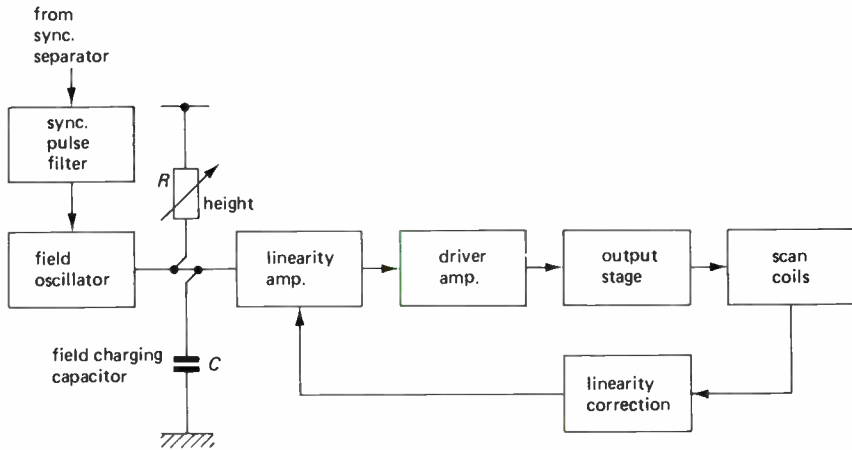 from
sync.
separator
sync.
pulse
filter
R
height
field
oscillator
linearity
amp.
driver
amp.
output
stage
scan
coils
field charging
capacitor
C
linearity
correction